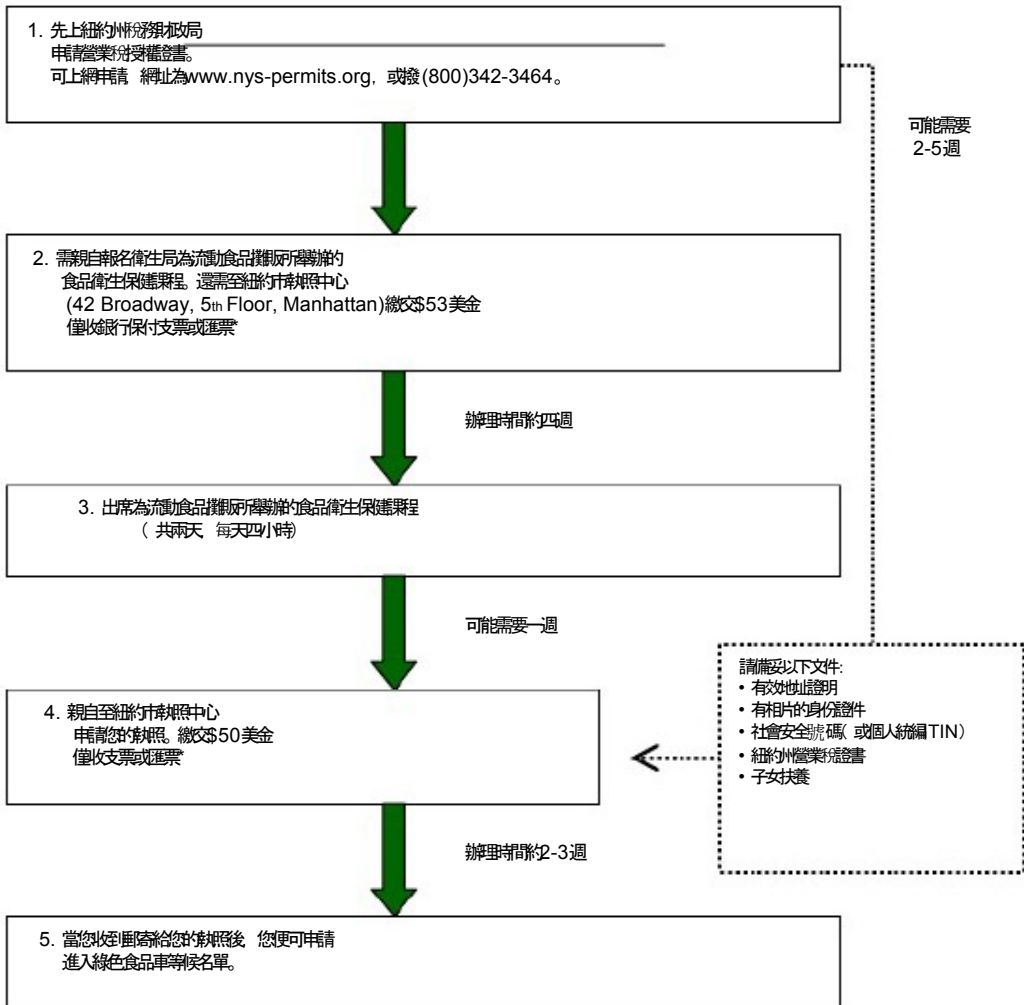 1. 先上紐約州稅務財政局
申請營業稅授權證書。
可上網申請, 網址為www.nys-permits.org, 或撥(800)342-3464。
可能需要
2-5週
2. 需親自報名衛生局為流動食品攤販所舉辦的
食品衛生保健課程。還需至紐約市執照中心
(42 Broadway, 5th Floor, Manhattan)繳交$53美金
僅收銀行保付支票或匯票*
辦理時間約四週
3. 出席為流動食品攤販所舉辦的食品衛生保健課程
( 共兩天, 每天四小時)
可能需要一週
4. 親自至紐約市執照中心
申請您的執照。繳交$50美金
僅收支票或匯票*
請備妥以下文件:
• 有效地址證明
• 有相片的身份證件
• 社會安全號碼( 或個人統編TIN)
• 紐約州營業稅證書
• 子女扶養
辦理時間約2-3週
5. 當您收到郵寄給您的執照後, 您便可申請
進入綠色食品車等候名單。